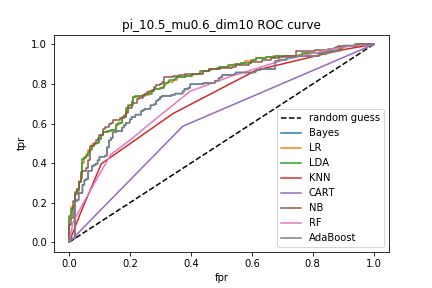 pi_10.5_mu0.6_dim10 ROC curve
tpr
1.0
0.8
0.6
0.4
0.2
0.0
random guess
Bayes
LR
LDA
KNN
CART
NB
RF
AdaBoost
0.0 0.2 0.4 0.6 0.8 1.0
fpr